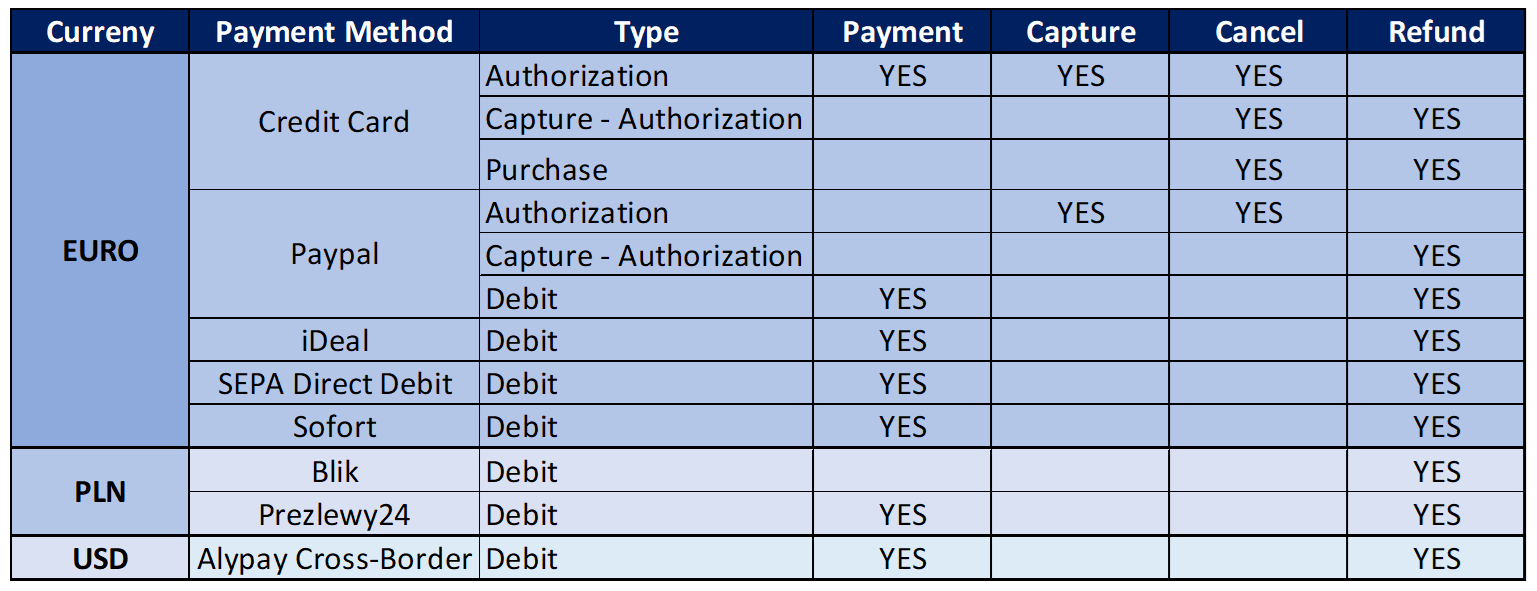 Curreny Payment Method Type Payment Capture Cancel Refund
EURO Credit Card Authorization YES YES YES
Capture - Authorization YES YES
Purchase YES YES
Paypal Authorization YES YES
Capture - Authorization YES
Debit YES YES
iDeal Debit YES YES
SEPA Direct Debit Debit YES YES
Sofort Debit YES YES
PLN Blik Debit YES
Prezlewy24 Debit YES YES
USD Alypay Cross-Border Debit YES YES